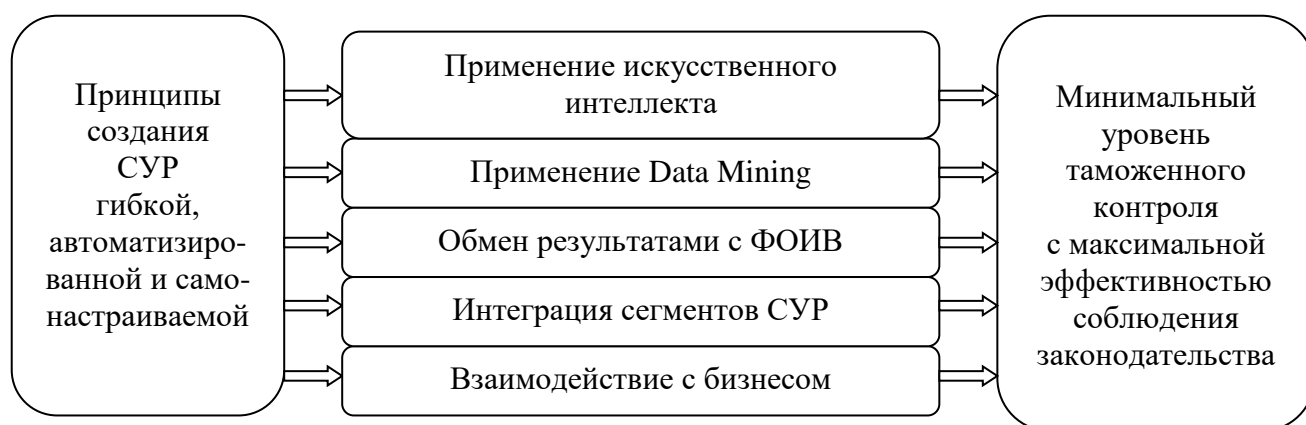 Принципы
создания
СУР
гибкой,
автоматизиро-
ванной и само-
настраиваемой
Применение искусственного
интеллекта
Применение Data Mining
Обмен результатами с ФОИВ
Интеграция сегментов СУР
Взаимодействие с бизнесом
Минимальный
уровень
таможенного
контроля
с максимальной
эффективностью
соблюдения
законодательства